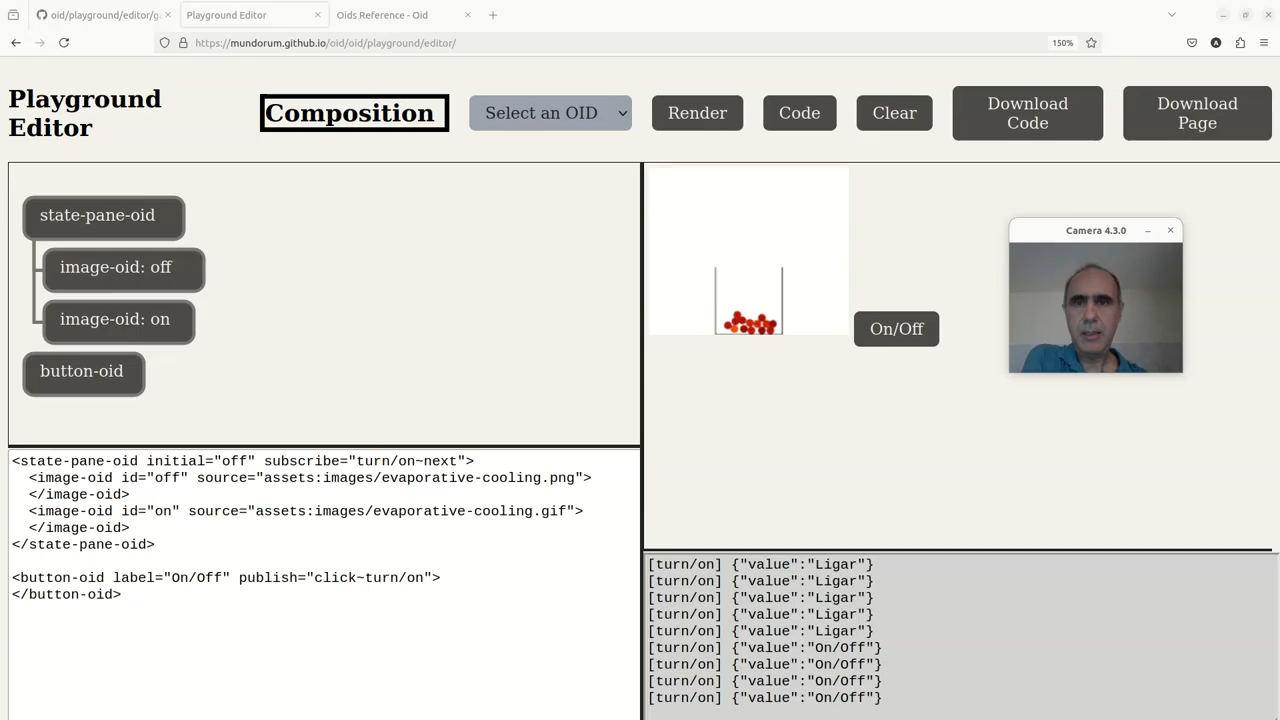 oid/playground/editor/g
Playground Editor
Oids Reference - Oid
https://mundorum.github.io/oid/oid/playground/editor/
150%
Playground
Editor
Composition
Select an OID
Render
Code
Clear
Download
Code
Download
Page
state-pane-oid
image-oid: off
image-oid: on
button-oid
On/Off
Camera 4.3.0
<state-pane-oid initial="off" subscribe="turn/on~next">
  <image-oid id="off" source="assets:images/evaporative-cooling.png">
  </image-oid>
  <image-oid id="on" source="assets:images/evaporative-cooling.gif">
  </image-oid>
</state-pane-oid>
<button-oid label="On/Off" publish="click~turn/on">
</button-oid>
[turn/on] {"value":"Ligar"}
[turn/on] {"value":"Ligar"}
[turn/on] {"value":"Ligar"}
[turn/on] {"value":"Ligar"}
[turn/on] {"value":"Ligar"}
[turn/on] {"value":"On/Off"}
[turn/on] {"value":"On/Off"}
[turn/on] {"value":"On/Off"}
[turn/on] {"value":"On/Off"}